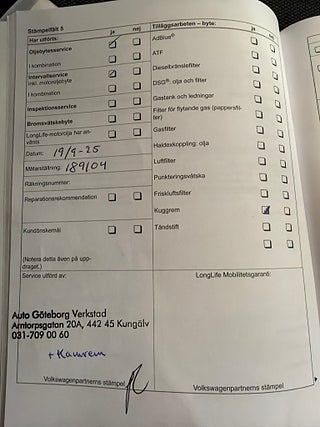 Stämpelfält 5
Har utförts: ja nej
Oljebytesservice
I kombination
Intervallservice
inkl. motoroljebyte
I kombination
Inspektionsservice
Bromsvätskebyte
LongLife-motorolja har an-
vänts
Datum: 19/9-25
Mätarställning: 189104
Räkningsnummer:
Reparationsrekommendation
Kundönskemål
(Notera detta även på upp-
draget.)
Service utförd av:
Auto Göteborg Verkstad
Arntorpsgatan 20A, 442 45 Kungälv
031-709 00 60
+ Kamrem
Volkswagenpartnerns stämpel
Tilläggsarbeten – byte:
ja
AdBlue®
ATF
Dieselbränslefilter
DSG®: olja och filter
Gastank och ledningar
Filter för flytande gas (pappersfil-
ter)
Gasfilter
Haldexkoppling: olja
Luftfilter
Punkteringsvätska
Friskluftsfilter
Kuggrem
Tändstift
LongLife Mobilitetsgaranti:
Volkswagenpartnerns stämpel